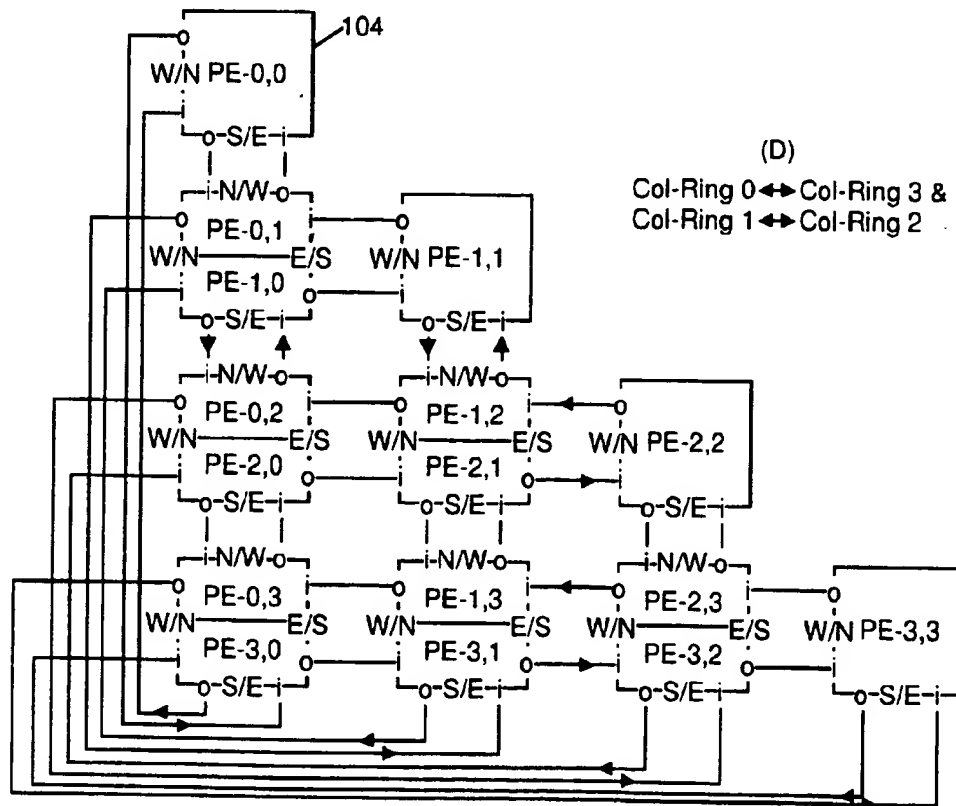 104
o
W/N PE-0,0
i
o S/E i
i N/W o
o i
PE-0,1
W/N E/S
PE-1,0
i o
o S/E i
o
W/N PE-1,1
i
o S/E i
(D)
Col-Ring 0 ↔ Col-Ring 3 &
Col-Ring 1 ↔ Col-Ring 2
i N/W o
o i
PE-0,2
W/N E/S
PE-2,0
i o
o S/E i
i N/W o
o i
PE-1,2
W/N E/S
PE-2,1
i o
o S/E i
o
W/N PE-2,2
i
o S/E i
i N/W o
o i
PE-0,3
W/N E/S
PE-3,0
i o
o S/E i
i N/W o
o i
PE-1,3
W/N E/S
PE-3,1
i o
o S/E i
i N/W o
o i
PE-2,3
W/N E/S
PE-3,2
i o
o S/E i
o
W/N PE-3,3
i
o S/E i